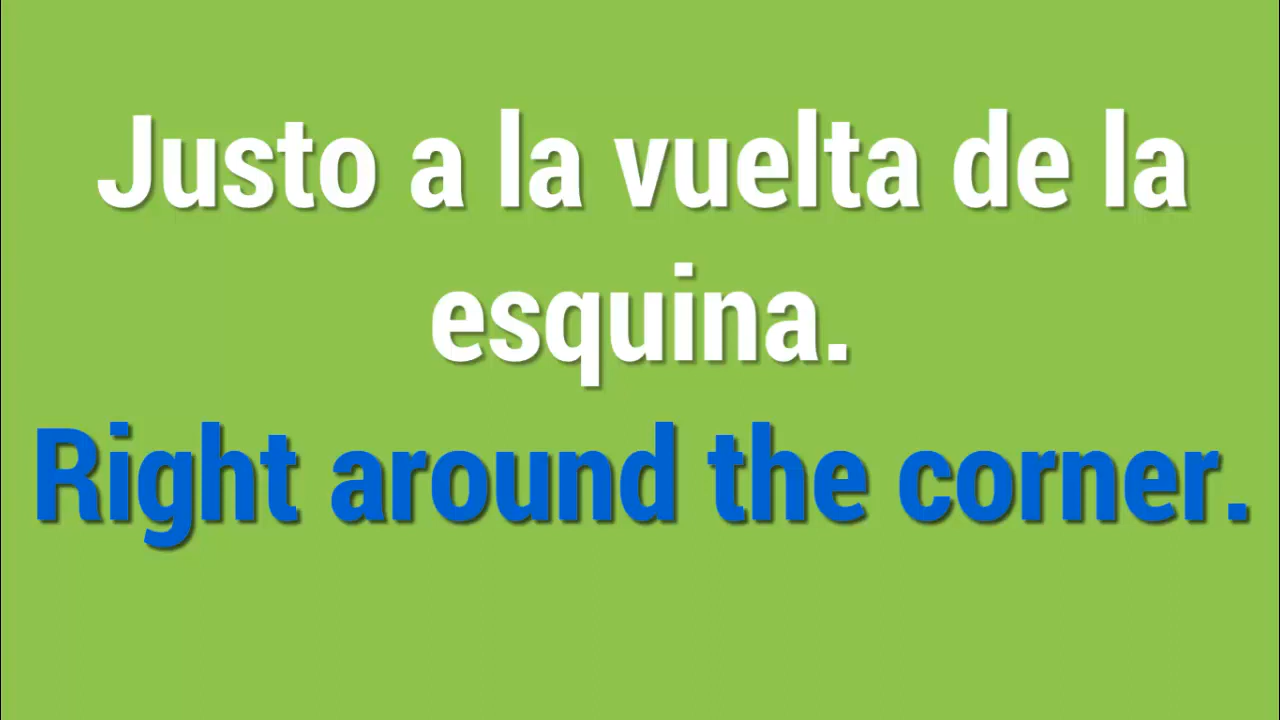 Justo a la vuelta de la
esquina.
Right around the corner.